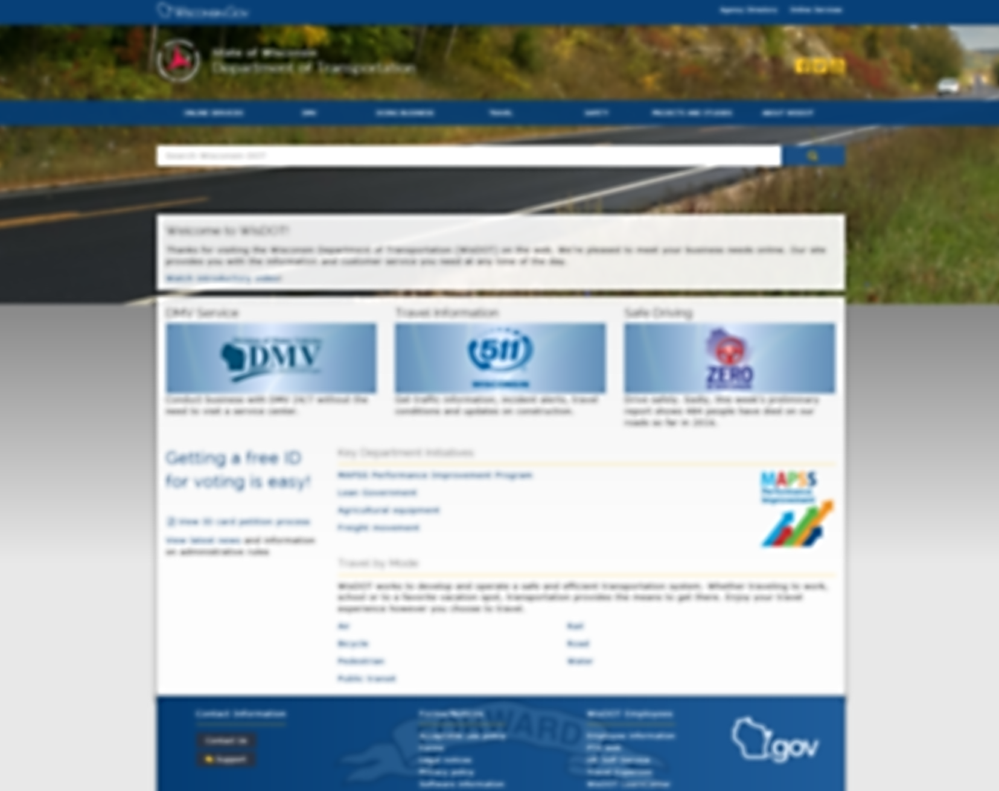 Wisconsin.Gov
Agency Directory Online Services
State of Wisconsin
Department of Transportation
ONLINE SERVICES DMV DOING BUSINESS TRAVEL SAFETY PROJECTS AND STUDIES ABOUT WISDOT
Search Wisconsin DOT
Welcome to WisDOT!
Thanks for visiting the Wisconsin Department of Transportation (WisDOT) on the web. We're pleased to meet your business needs online. Our site
provides you with the information and customer service you need at any time of the day.
Watch introductory video!
DMV Service Travel Information Safe Driving
DMV
511
WISCONSIN
ZERO
Conduct business with DMV 24/7 without the
need to visit a service center.
Get traffic information, incident alerts, travel
conditions and updates on construction.
Drive safely. Sadly, this week's preliminary
report shows people have died on our
roads so far in 2016.
Getting a free ID
for voting is easy!
View ID card petition process
View latest news and information
on administrative rules
Key Department Initiatives
MAPSS Performance Improvement Program
Lean Government
Agricultural equipment
Freight movement
MAPSS
Performance
Improvement
Travel by Mode
WisDOT works to develop and operate a safe and efficient transportation system. Whether traveling to work,
school or to a favorite vacation spot, transportation provides the means to get there. Enjoy your travel
experience however you choose to travel.
Air Rail
Bicycle Road
Pedestrian Water
Public transit
FORWARD
Contact Information
Contact Us
Support
Acceptable use policy
Legal notices
Privacy policy
Software information
WisDOT Employees
Employee information
WisDOT
gov